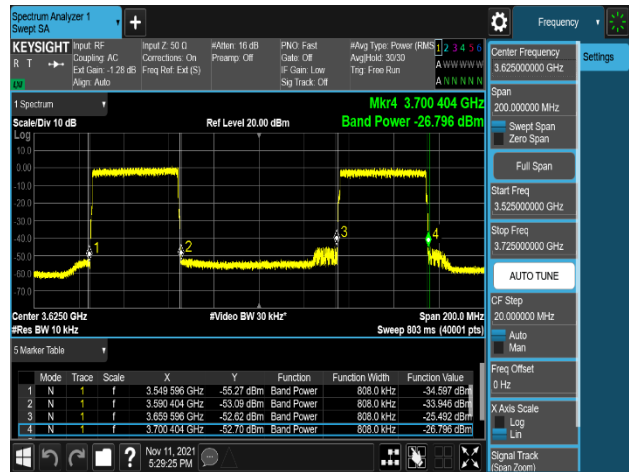 Spectrum Analyzer 1
Swept SA
+
Frequency
KEYSIGHT
R T
LXI
Input: RF
Coupling: AC
Ext Gain: -1.28 dB
Align: Auto
Input Z: 50 Ω
Corrections: On
Freq Ref: Ext (S)
#Atten: 16 dB
Preamp: Off
PNO: Fast
Gate: Off
IF Gain: Low
Sig Track: Off
#Avg Type: Power (RMS
Avg|Hold: 30/30
Trig: Free Run
1 2 3 4 5 6
A W W W W W
A N N N N N
Center Frequency
3.625000000 GHz
Settings
Span
200.000000 MHz
Swept Span
Zero Span
Full Span
Start Freq
3.525000000 GHz
Stop Freq
3.725000000 GHz
AUTO TUNE
CF Step
20.000000 MHz
Auto
Man
Freq Offset
0 Hz
X Axis Scale
Log
Lin
Signal Track
(Span Zoom)
1 Spectrum
Scale/Div 10 dB
Ref Level 20.00 dBm
Mkr4 3.700 404 GHz
Band Power -26.796 dBm
Log
10.0
0.00
-10.0
-20.0
-30.0
-40.0
-50.0
-60.0
-70.0
1
2
3
4
Center 3.6250 GHz
#Res BW 10 kHz
#Video BW 30 kHz*
Span 200.0 MHz
Sweep 803 ms (40001 pts)
5 Marker Table
Mode Trace Scale X Y Function Function Width Function Value
1 N 1 f 3.549 596 GHz -55.27 dBm Band Power 808.0 kHz -34.597 dBm
2 N 1 f 3.590 404 GHz -53.09 dBm Band Power 808.0 kHz -33.946 dBm
3 N 1 f 3.659 596 GHz -52.62 dBm Band Power 808.0 kHz -25.492 dBm
4 N 1 f 3.700 404 GHz -52.70 dBm Band Power 808.0 kHz -26.796 dBm
?
Nov 11, 2021
5:29:25 PM